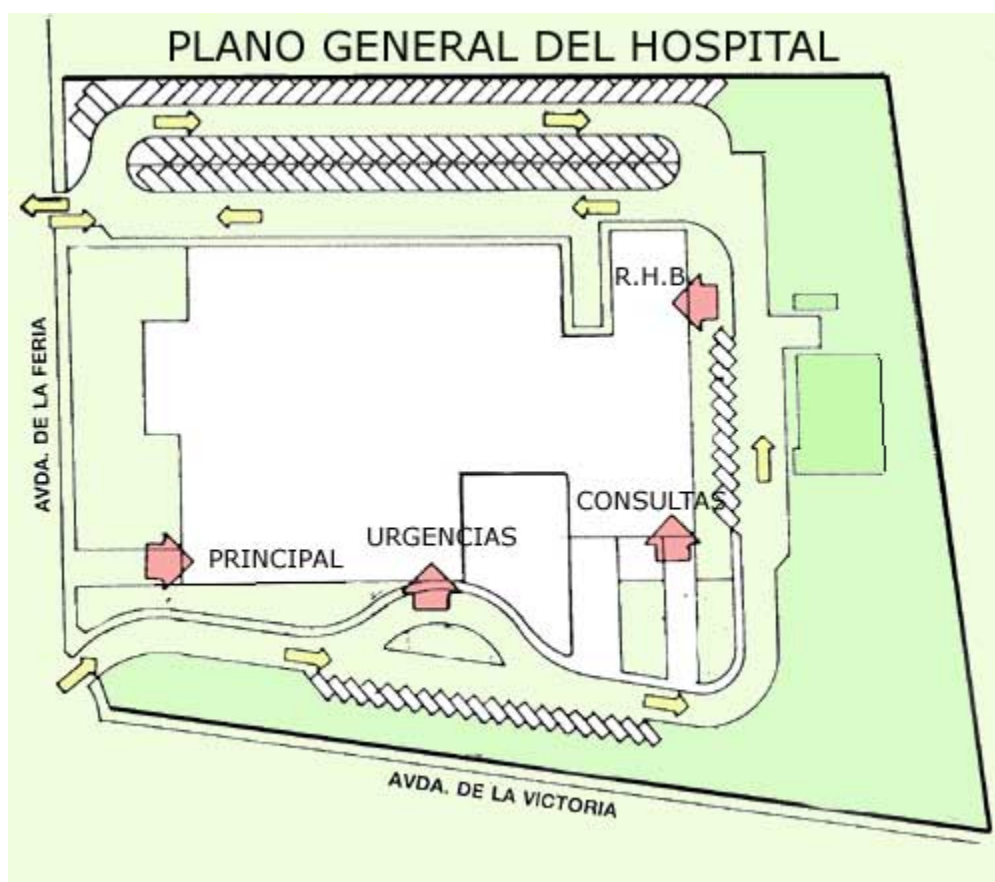 PLANO GENERAL DEL HOSPITAL
R.H.B.
AVDA. DE LA FERIA
CONSULTAS
URGENCIAS
PRINCIPAL
AVDA. DE LA VICTORIA